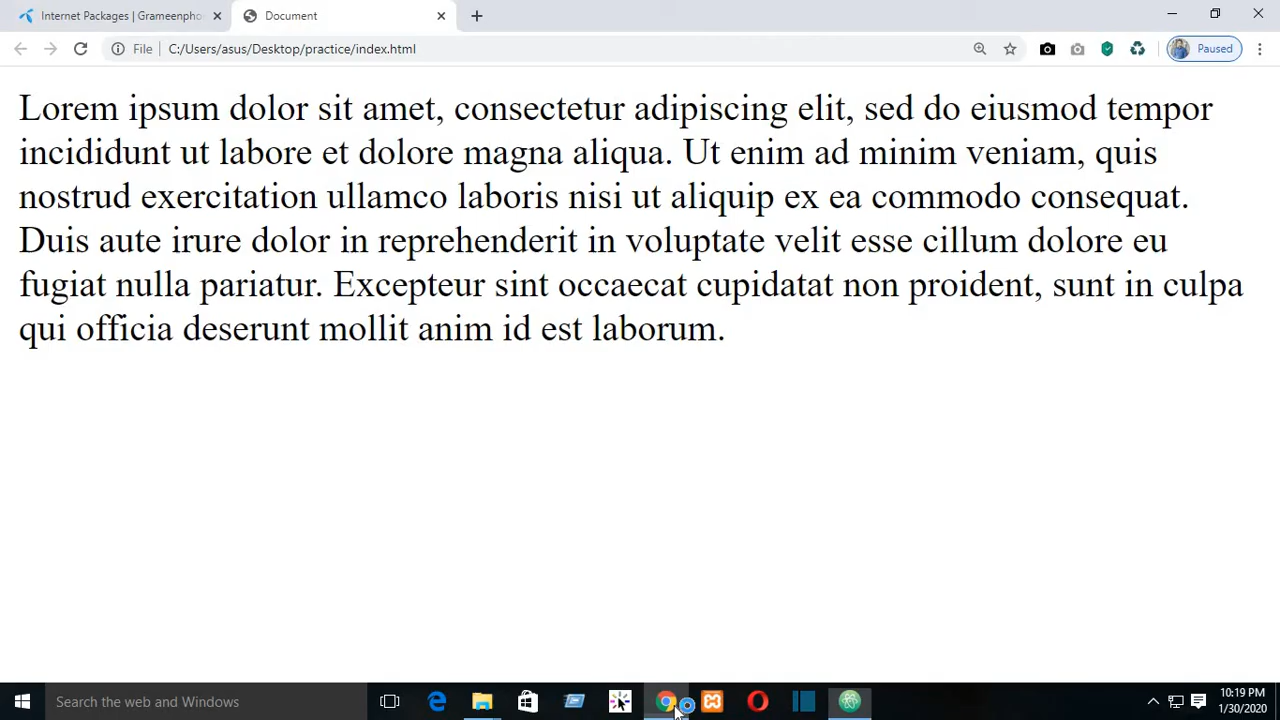 Internet Packages | Grameenpho
Document
File
C:/Users/asus/Desktop/practice/index.html
Paused
Lorem ipsum dolor sit amet, consectetur adipiscing elit, sed do eiusmod tempor
incididunt ut labore et dolore magna aliqua. Ut enim ad minim veniam, quis
nostrud exercitation ullamco laboris nisi ut aliquip ex ea commodo consequat.
Duis aute irure dolor in reprehenderit in voluptate velit esse cillum dolore eu
fugiat nulla pariatur. Excepteur sint occaecat cupidatat non proident, sunt in culpa
qui officia deserunt mollit anim id est laborum.
Search the web and Windows
10:19 PM
1/30/2020